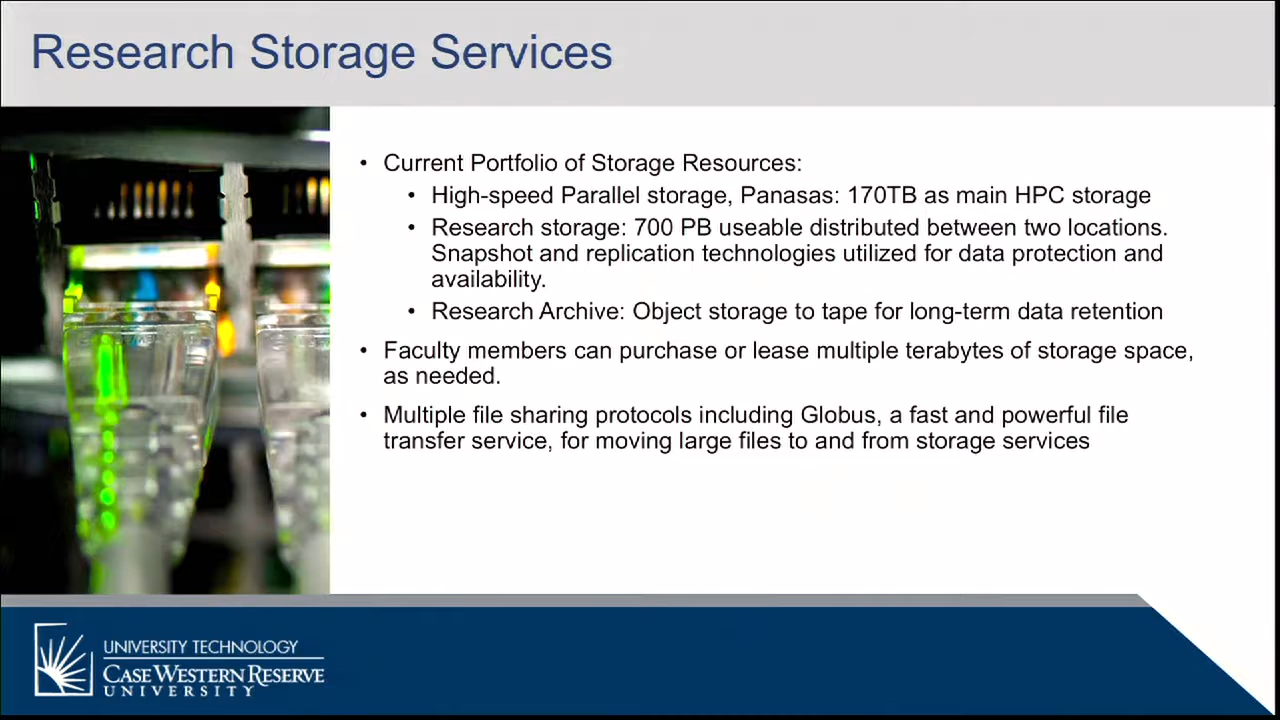 Research Storage Services
• Current Portfolio of Storage Resources:
• High-speed Parallel storage, Panasas: 170TB as main HPC storage
• Research storage: 700 PB useable distributed between two locations.
Snapshot and replication technologies utilized for data protection and
availability.
• Research Archive: Object storage to tape for long-term data retention
• Faculty members can purchase or lease multiple terabytes of storage space,
as needed.
• Multiple file sharing protocols including Globus, a fast and powerful file
transfer service, for moving large files to and from storage services
UNIVERSITY TECHNOLOGY
CASE WESTERN RESERVE
UNIVERSITY